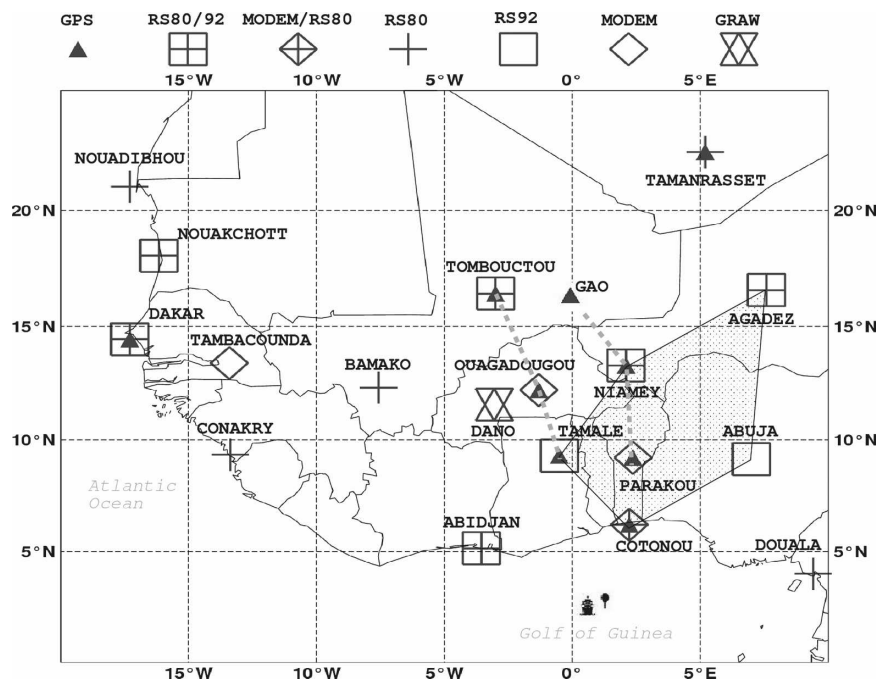 GPS RS80/92 MODEM/RS80 RS80 RS92 MODEM GRAW
15°W 10°W 5°W 0° 5°E
NOUADIBHOU
TAMANRASSET
20°N 20°N
NOUAKCHOTT
TOMBOUCTOU
GAO
DAKAR
AGADEZ
15°N 15°N
TAMBACOUNDA
BAMAKO
OUAGADOUGOU
NIAMEY
CONAKRY
DANO
TAMALE
ABUJA
10°N 10°N
PARAKOU
Atlantic
Ocean
ABIDJAN
COTONOU
DOUALA
5°N 5°N
Golf of Guinea
15°W 10°W 5°W 0° 5°E